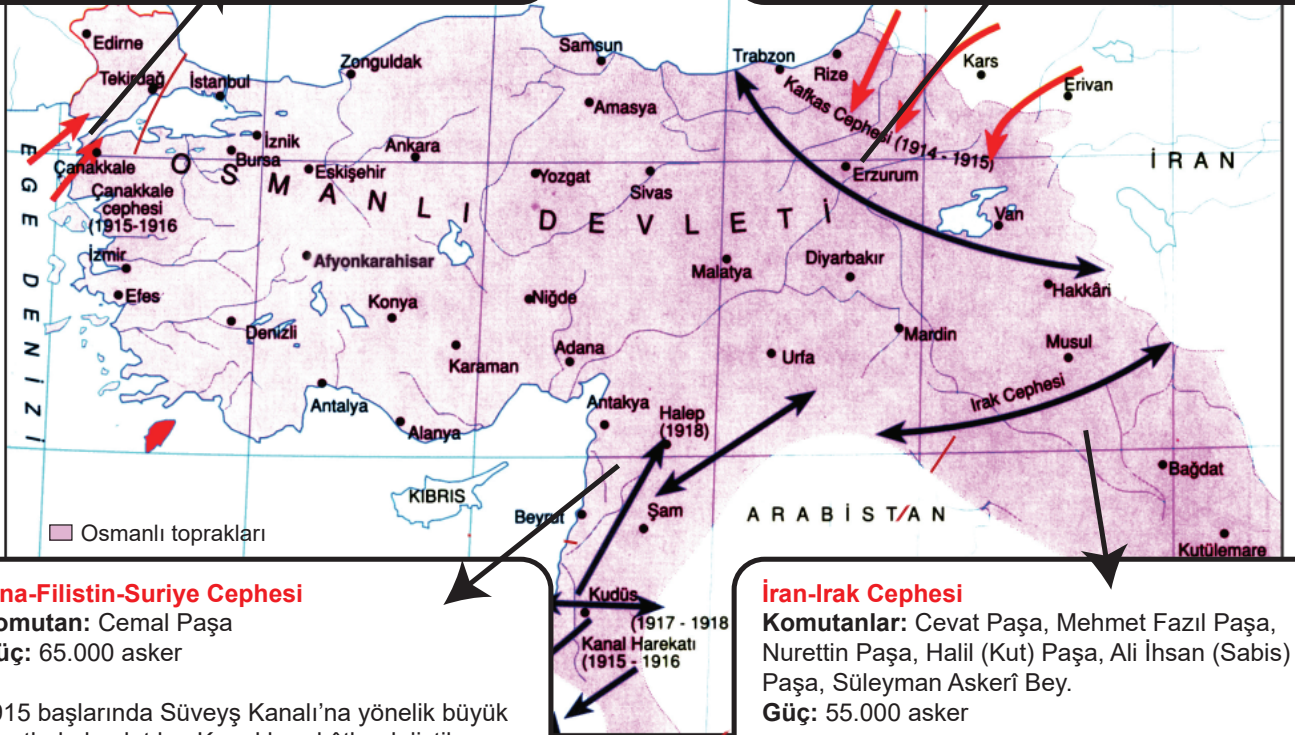 Edirne
Tekirdağ
İstanbul
Zonguldak
Samsun
Trabzon
Rize
Kars
Erivan
Amasya
Kafkas Cephesi (1914 - 1915)
İznik
Bursa
Ankara
Eskişehir
Yozgat
Sivas
Erzurum
İRAN
Çanakkale
Çanakkale
cephesi
(1915-1916
OSMANLI DEVLETİ
EGE DENİZİ
Van
İzmir
Afyonkarahisar
Malatya
Diyarbakır
Hakkâri
Efes
Konya
Niğde
Denizli
Karaman
Adana
Urfa
Mardin
Musul
Irak Cephesi
Antalya
Alanya
Antakya
Halep
(1918)
Bağdat
KIBRIS
Beyrut
Şam
ARABİSTAN
Kutülemare
Osmanlı toprakları
Kudüs
(1917 - 1918
Kanal Harekatı
(1915 - 1916
na-Filistin-Suriye Cephesi
omutan: Cemal Paşa
üç: 65.000 asker
915 başlarında Süveyş Kanalı’na yönelik büyük
İran-Irak Cephesi
Komutanlar: Cevat Paşa, Mehmet Fazıl Paşa,
Nurettin Paşa, Halil (Kut) Paşa, Ali İhsan (Sabis)
Paşa, Süleyman Askerî Bey.
Güç: 55.000 asker